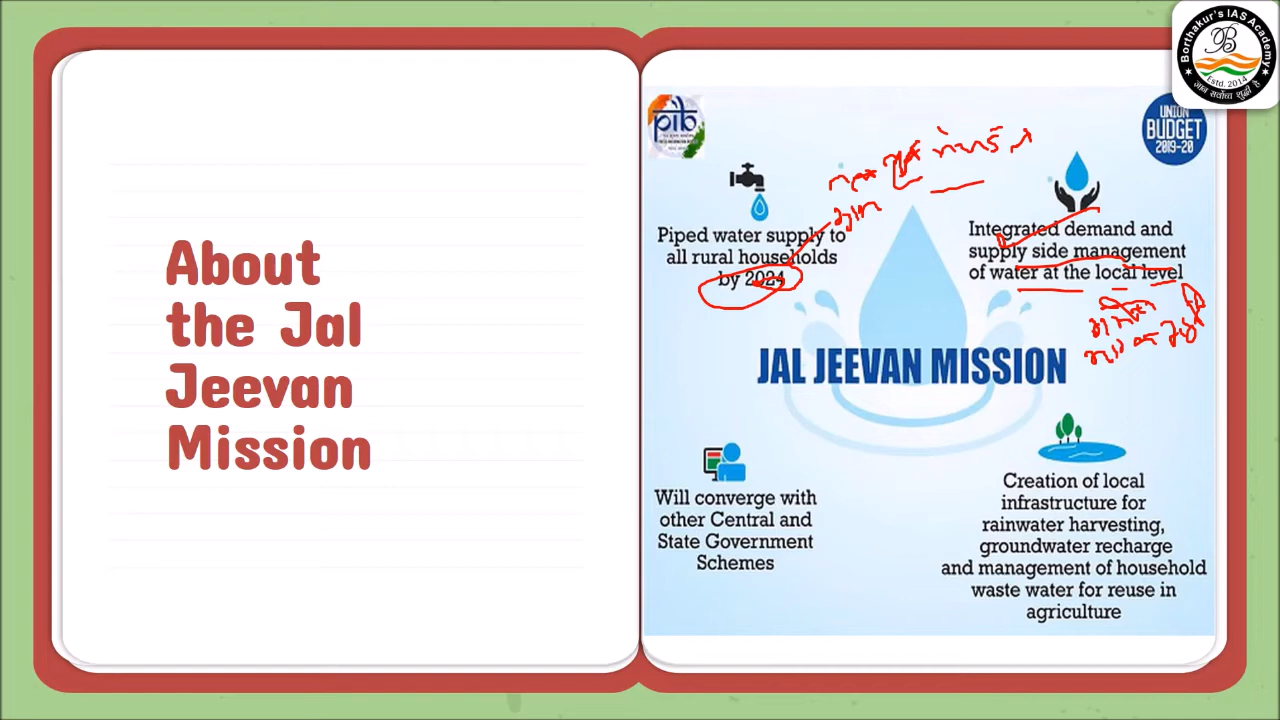 About
the Jal
Jeevan
Mission
Borthakur's IAS Academy
B
Estd. 2014
ज्ञान सर्वोच्च शुद्धी है
pib
UNION
BUDGET
2019-20
Piped water supply to
all rural households
by 2024
Integrated demand and
supply side management
of water at the local level
JAL JEEVAN MISSION
Will converge with
other Central and
State Government
Schemes
Creation of local
infrastructure for
rainwater harvesting,
groundwater recharge
and management of household
waste water for reuse in
agriculture